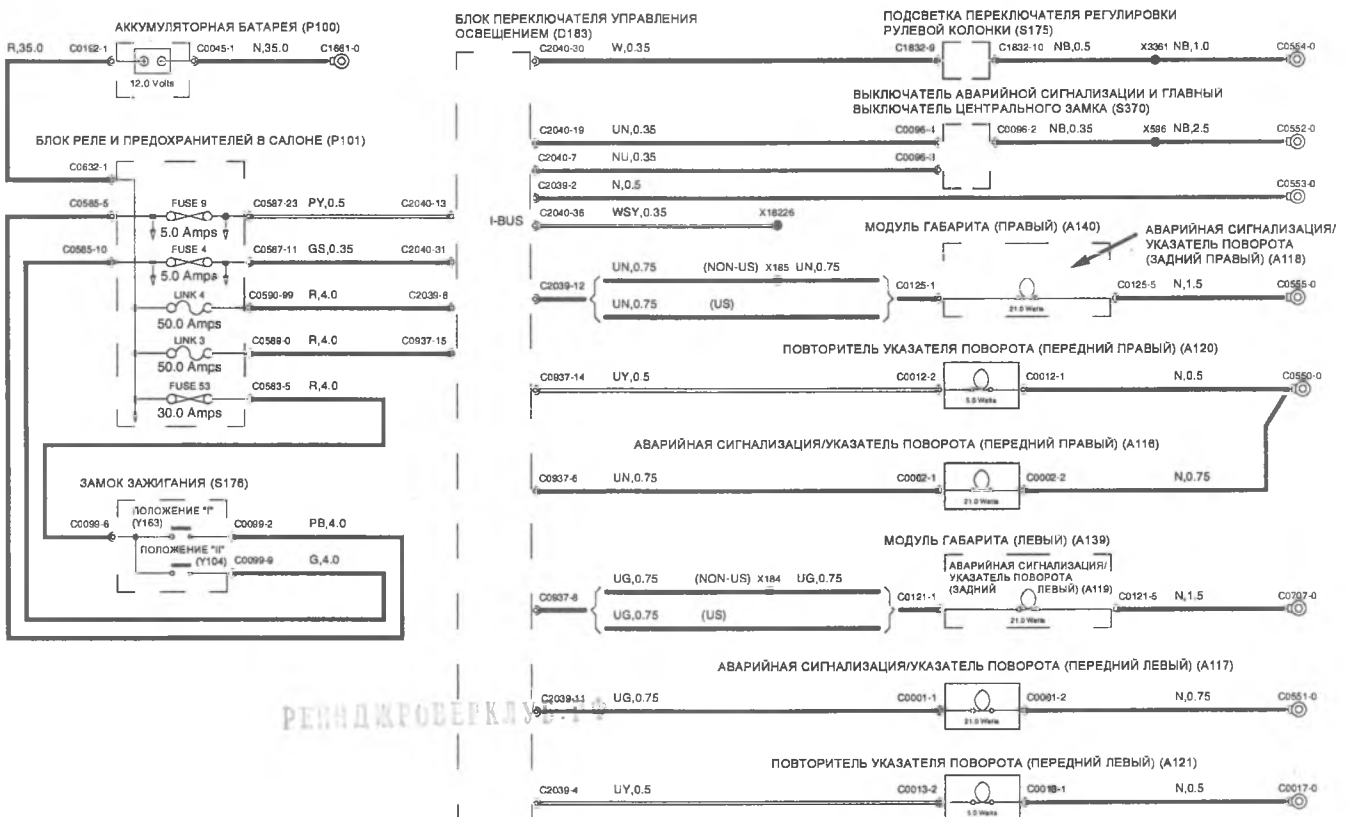 АККУМУЛЯТОРНАЯ БАТАРЕЯ (P100)
R,35.0 C0192-1 C0045-1 N,35.0 C1661-0
12.0 Volts
БЛОК РЕЛЕ И ПРЕДОХРАНИТЕЛЕЙ В САЛОНЕ (P101)
C0632-1
C0585-5 FUSE 9 C0587-23 PY,0.5 C2040-13
5.0 Amps
C0585-10 FUSE 4 C0587-11 GS,0.35 C2040-31
5.0 Amps
LINK 4 C0590-99 R,4.0 C2039-6
50.0 Amps
LINK 3 C0589-0 R,4.0 C0937-15
50.0 Amps
FUSE 53 C0583-5 R,4.0
30.0 Amps
ЗАМОК ЗАЖИГАНИЯ (S176)
ПОЛОЖЕНИЕ "I"
C0099-6 (Y163) C0099-2 PB,4.0
ПОЛОЖЕНИЕ "II"
(Y104) C0099-9 G,4.0
БЛОК ПЕРЕКЛЮЧАТЕЛЯ УПРАВЛЕНИЯ
ОСВЕЩЕНИЕМ (D183)
I-BUS
ПОДСВЕТКА ПЕРЕКЛЮЧАТЕЛЯ РЕГУЛИРОВКИ
РУЛЕВОЙ КОЛОНКИ (S175)
C2040-30 W,0.35 C1832-9 C1832-10 NB,0.5 X3361 NB,1.0 C0554-0
ВЫКЛЮЧАТЕЛЬ АВАРИЙНОЙ СИГНАЛИЗАЦИИ И ГЛАВНЫЙ
ВЫКЛЮЧАТЕЛЬ ЦЕНТРАЛЬНОГО ЗАМКА (S370)
C2040-19 UN,0.35 C0096-4 C0096-2 NB,0.35 X596 NB,2.5 C0552-0
C2040-7 NU,0.35 C0096-3
C2039-2 N,0.5 C0553-0
C2040-36 WSY,0.35 X18226
МОДУЛЬ ГАБАРИТА (ПРАВЫЙ) (A140)
АВАРИЙНАЯ СИГНАЛИЗАЦИЯ/
УКАЗАТЕЛЬ ПОВОРОТА
(ЗАДНИЙ ПРАВЫЙ) (A118)
UN,0.75 (NON-US) X185 UN,0.75
C2039-12 C0125-1 C0125-5 N,1.5 C0555-0
UN,0.75 (US)
21.0 Watts
ПОВТОРИТЕЛЬ УКАЗАТЕЛЯ ПОВОРОТА (ПЕРЕДНИЙ ПРАВЫЙ) (A120)
C0937-14 UY,0.5 C0012-2 C0012-1 N,0.5 C0550-0
5.0 Watts
АВАРИЙНАЯ СИГНАЛИЗАЦИЯ/УКАЗАТЕЛЬ ПОВОРОТА (ПЕРЕДНИЙ ПРАВЫЙ) (A116)
C0937-6 UN,0.75 C0002-1 C0002-2 N,0.75
21.0 Watts
МОДУЛЬ ГАБАРИТА (ЛЕВЫЙ) (A139)
АВАРИЙНАЯ СИГНАЛИЗАЦИЯ/
УКАЗАТЕЛЬ ПОВОРОТА
(ЗАДНИЙ ЛЕВЫЙ) (A119)
UG,0.75 (NON-US) X184 UG,0.75
C0937-8 C0121-1 C0121-5 N,1.5 C0707-0
UG,0.75 (US)
21.0 Watts
АВАРИЙНАЯ СИГНАЛИЗАЦИЯ/УКАЗАТЕЛЬ ПОВОРОТА (ПЕРЕДНИЙ ЛЕВЫЙ) (A117)
C2039-11 UG,0.75 C0001-1 C0001-2 N,0.75 C0551-0
21.0 Watts
РЕНДЖРОВЕРКЛУБ.РФ
ПОВТОРИТЕЛЬ УКАЗАТЕЛЯ ПОВОРОТА (ПЕРЕДНИЙ ЛЕВЫЙ) (A121)
C2039-4 UY,0.5 C0013-2 C0018-1 N,0.5 C0017-0
5.0 Watts